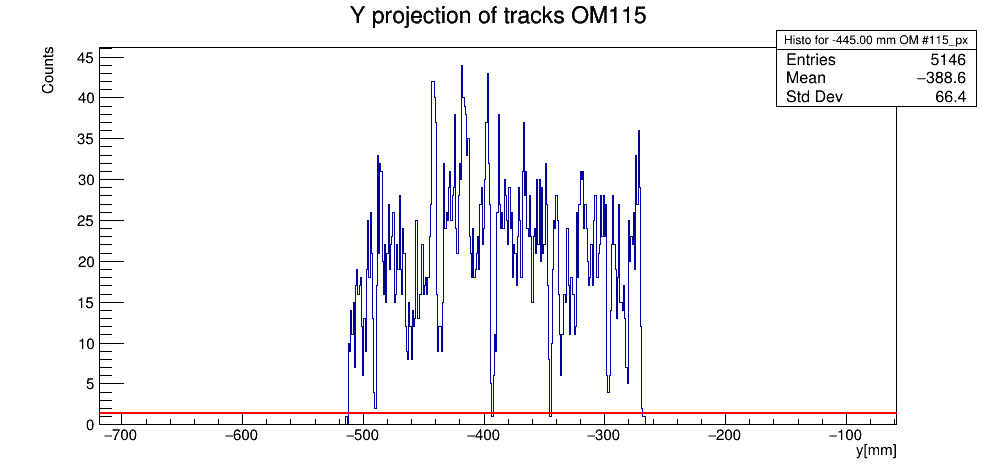 Y projection of tracks OM115
Histo for -445.00 mm OM #115_px
Entries 5146
Mean −388.6
Std Dev 66.4
Counts
45
40
35
30
25
20
15
10
5
0
−700 −600 −500 −400 −300 −200 −100
y[mm]